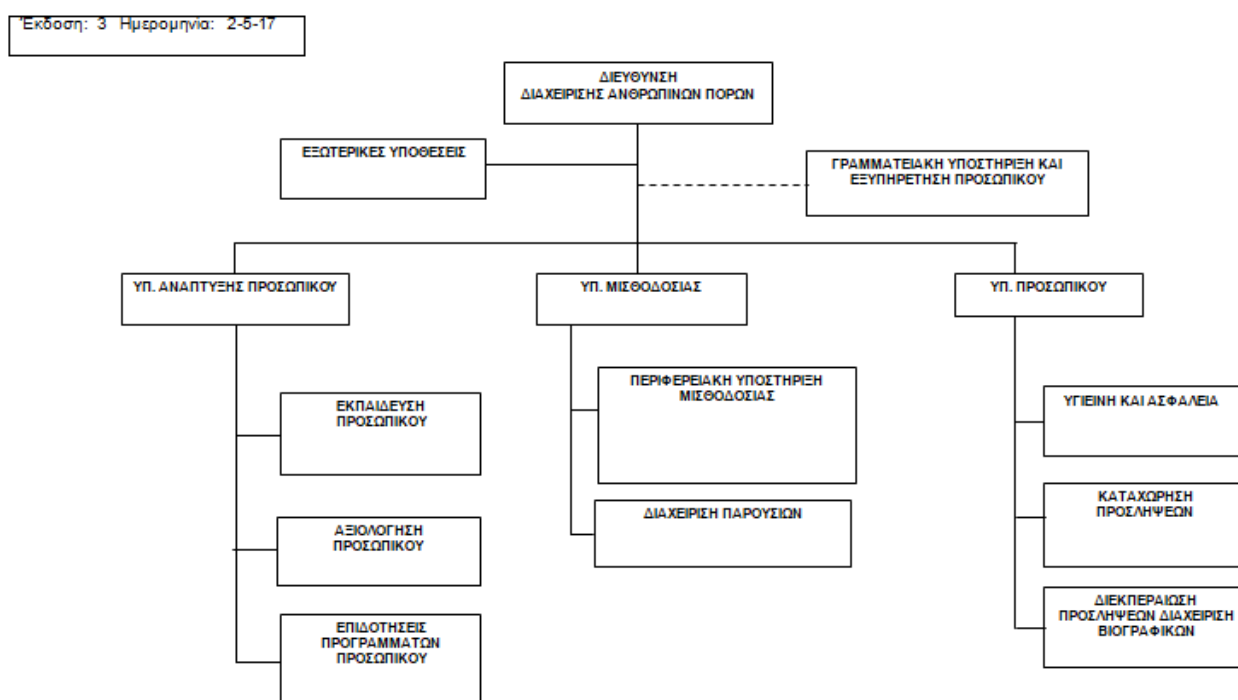 Έκδοση: 3 Ημερομηνία: 2-5-17
ΔΙΕΥΘΥΝΣΗ
ΔΙΑΧΕΙΡΙΣΗΣ ΑΝΘΡΩΠΙΝΩΝ ΠΟΡΩΝ
ΕΞΩΤΕΡΙΚΕΣ ΥΠΟΘΕΣΕΙΣ
ΓΡΑΜΜΑΤΕΙΑΚΗ ΥΠΟΣΤΗΡΙΞΗ ΚΑΙ
ΕΞΥΠΗΡΕΤΗΣΗ ΠΡΟΣΩΠΙΚΟΥ
ΥΠ. ΑΝΑΠΤΥΞΗΣ ΠΡΟΣΩΠΙΚΟΥ
ΥΠ. ΜΙΣΘΟΔΟΣΙΑΣ
ΥΠ. ΠΡΟΣΩΠΙΚΟΥ
ΕΚΠΑΙΔΕΥΣΗ
ΠΡΟΣΩΠΙΚΟΥ
ΑΞΙΟΛΟΓΗΣΗ
ΠΡΟΣΩΠΙΚΟΥ
ΕΠΙΔΟΤΗΣΕΙΣ
ΠΡΟΓΡΑΜΜΑΤΩΝ
ΠΡΟΣΩΠΙΚΟΥ
ΠΕΡΙΦΕΡΕΙΑΚΗ ΥΠΟΣΤΗΡΙΞΗ
ΜΙΣΘΟΔΟΣΙΑΣ
ΔΙΑΧΕΙΡΙΣΗ ΠΑΡΟΥΣΙΩΝ
ΥΓΙΕΙΝΗ ΚΑΙ ΑΣΦΑΛΕΙΑ
ΚΑΤΑΧΩΡΗΣΗ
ΠΡΟΣΛΗΨΕΩΝ
ΔΙΕΚΠΕΡΑΙΩΣΗ
ΠΡΟΣΛΗΨΕΩΝ ΔΙΑΧΕΙΡΙΣΗ
ΒΙΟΓΡΑΦΙΚΩΝ